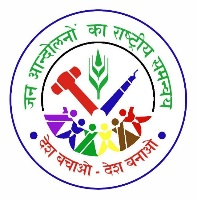 जन आन्दोलनों का राष्ट्रीय समन्वय
देश बचाओ - देश बनाओ